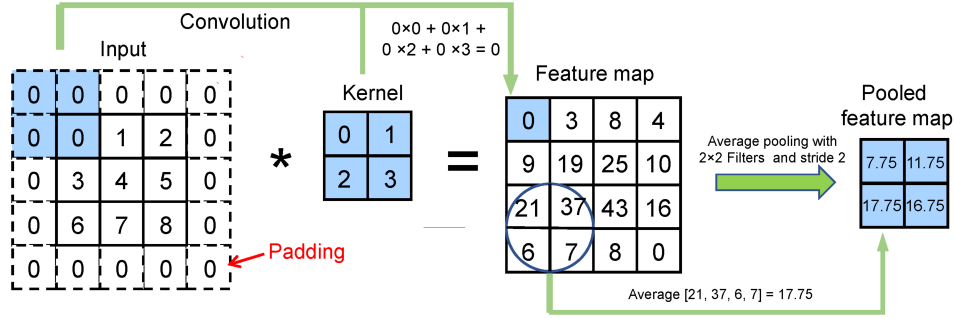 Convolution
0×0 + 0×1 +
0 ×2 + 0 ×3 = 0
Input
0 0 0 0 0
0 0 1 2 0
0 3 4 5 0
0 6 7 8 0
0 0 0 0 0
Padding
*
Kernel
0 1
2 3
=
Feature map
0 3 8 4
9 19 25 10
21 37 43 16
6 7 8 0
Average pooling with
2×2 Filters and stride 2
Pooled
feature map
7.75 11.75
17.75 16.75
Average [21, 37, 6, 7] = 17.75